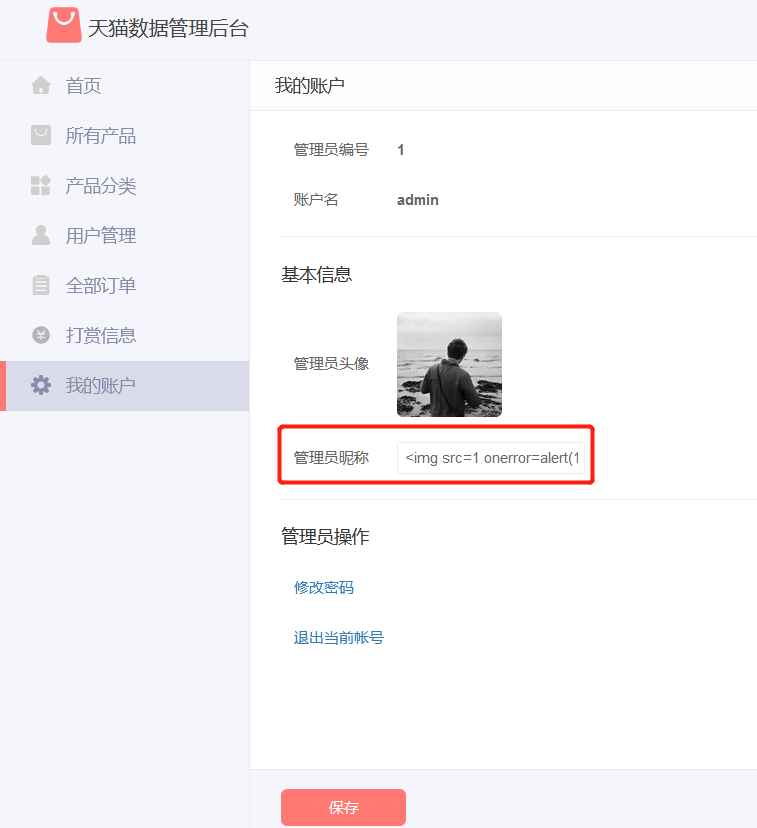 天猫数据管理后台
首页
所有产品
产品分类
用户管理
全部订单
打赏信息
我的账户
我的账户
管理员编号 1
账户名 admin
基本信息
管理员头像
管理员昵称 <img src=1 onerror=alert(1
管理员操作
修改密码
退出当前帐号
保存